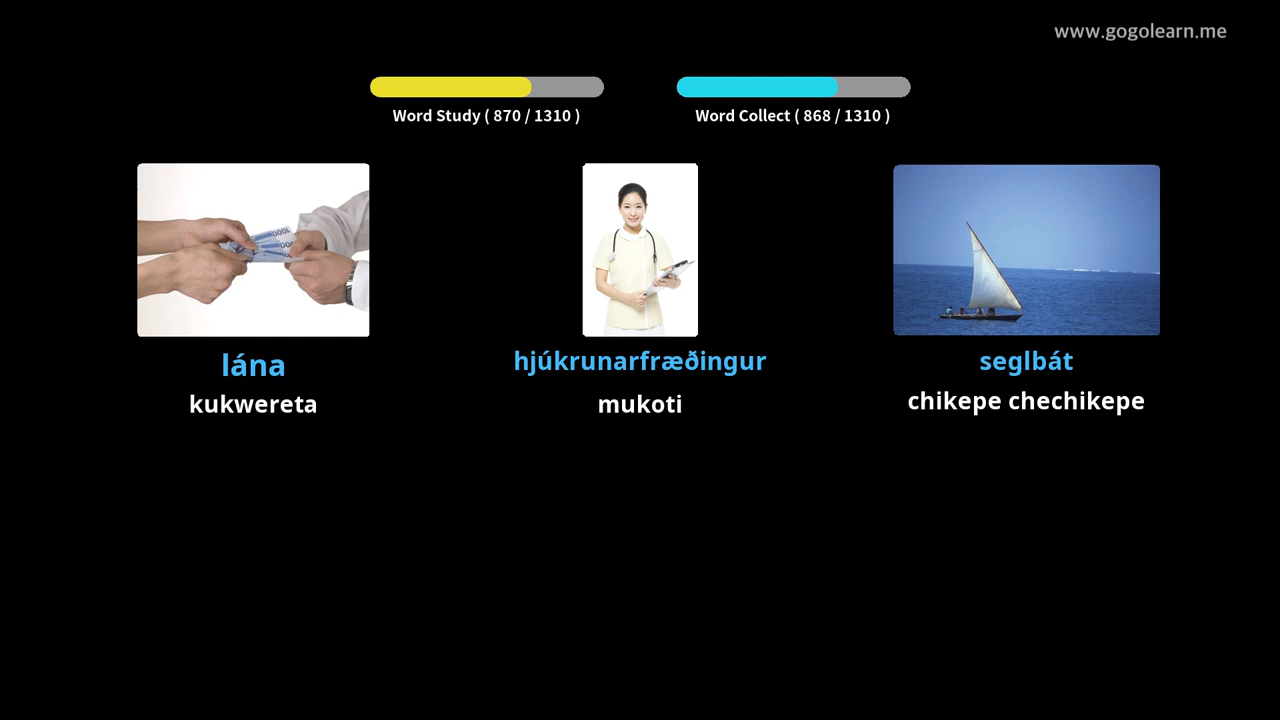 www.gogolearn.me
Word Study ( 870 / 1310 )
Word Collect ( 868 / 1310 )
lána
kukwereta
hjúkrunarfræðingur
mukoti
seglbát
chikepe chechikepe